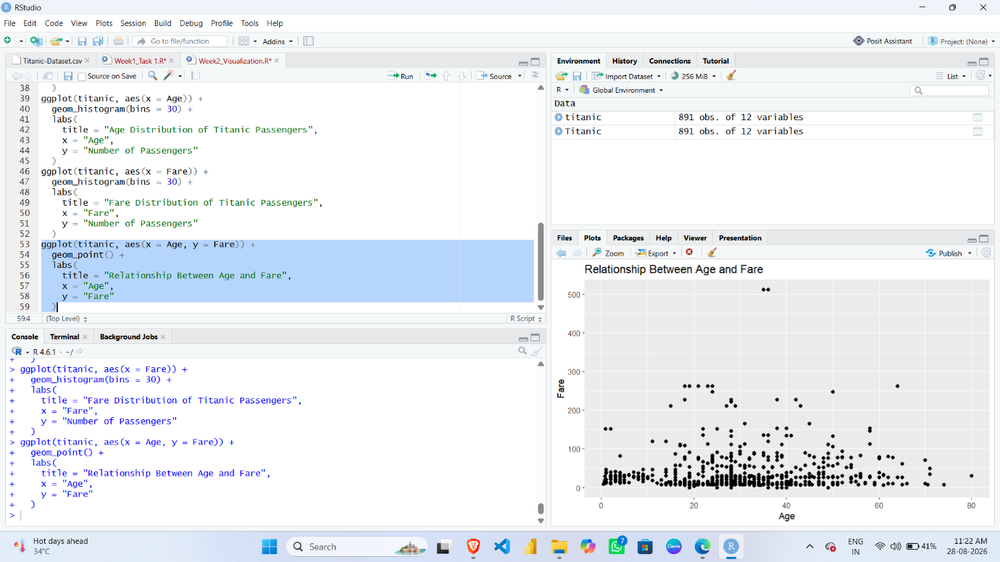 RStudio
File Edit Code View Plots Session Build Debug Profile Tools Help
Go to file/function Addins Posit Assistant Project: (None)
Titanic-Dataset.csv Week1_Task 1.R* Week2_Visualization.R*
Source on Save Run Source
38 )
39 ggplot(titanic, aes(x = Age)) +
40 geom_histogram(bins = 30) +
41 labs(
42 title = "Age Distribution of Titanic Passengers",
43 x = "Age",
44 y = "Number of Passengers"
45 )
46 ggplot(titanic, aes(x = Fare)) +
47 geom_histogram(bins = 30) +
48 labs(
49 title = "Fare Distribution of Titanic Passengers",
50 x = "Fare",
51 y = "Number of Passengers"
52 )
53 ggplot(titanic, aes(x = Age, y = Fare)) +
54 geom_point() +
55 labs(
56 title = "Relationship Between Age and Fare",
57 x = "Age",
58 y = "Fare"
59 )
59:4 (Top Level) R Script
Console Terminal Background Jobs
R R 4.6.1 · ~/
+ )
> ggplot(titanic, aes(x = Fare)) +
+ geom_histogram(bins = 30) +
+ labs(
+ title = "Fare Distribution of Titanic Passengers",
+ x = "Fare",
+ y = "Number of Passengers"
+ )
> ggplot(titanic, aes(x = Age, y = Fare)) +
+ geom_point() +
+ labs(
+ title = "Relationship Between Age and Fare",
+ x = "Age",
+ y = "Fare"
+ )
>
Environment History Connections Tutorial
Import Dataset 256 MiB List
R Global Environment
Data
titanic 891 obs. of 12 variables
Titanic 891 obs. of 12 variables
Files Plots Packages Help Viewer Presentation
Zoom Export Publish
Relationship Between Age and Fare
500
400
300
200
100
0
Fare
0 20 40 60 80
Age
Hot days ahead
34°C
Search
7
ENG
IN
41%
11:22 AM
28-08-2026